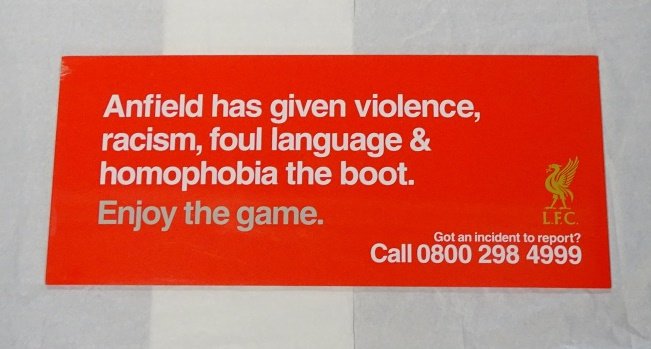 Anfield has given violence,
racism, foul language &
homophobia the boot.
Enjoy the game.
L.F.C.
Got an incident to report?
Call 0800 298 4999